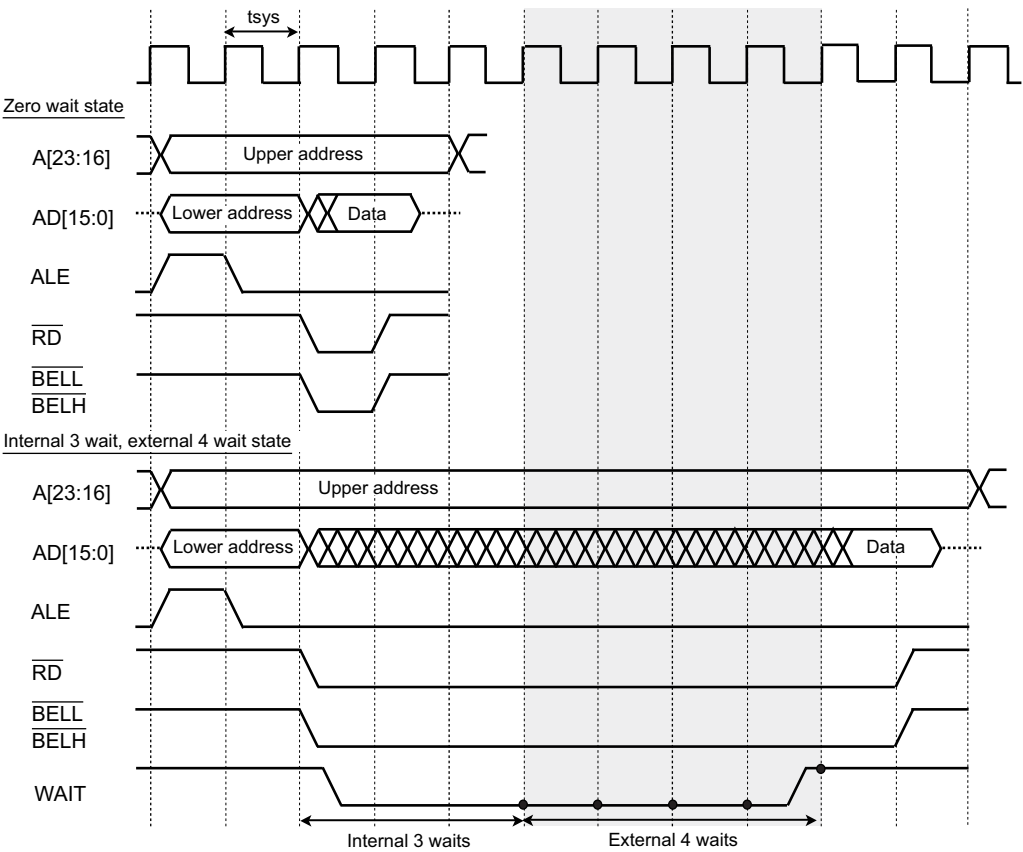 tsys
Zero wait state
A[23:16]
Upper address
AD[15:0]
Lower address
Data
ALE
RD
BELL
BELH
Internal 3 wait, external 4 wait state
A[23:16]
Upper address
AD[15:0]
Lower address
Data
ALE
RD
BELL
BELH
WAIT
Internal 3 waits
External 4 waits